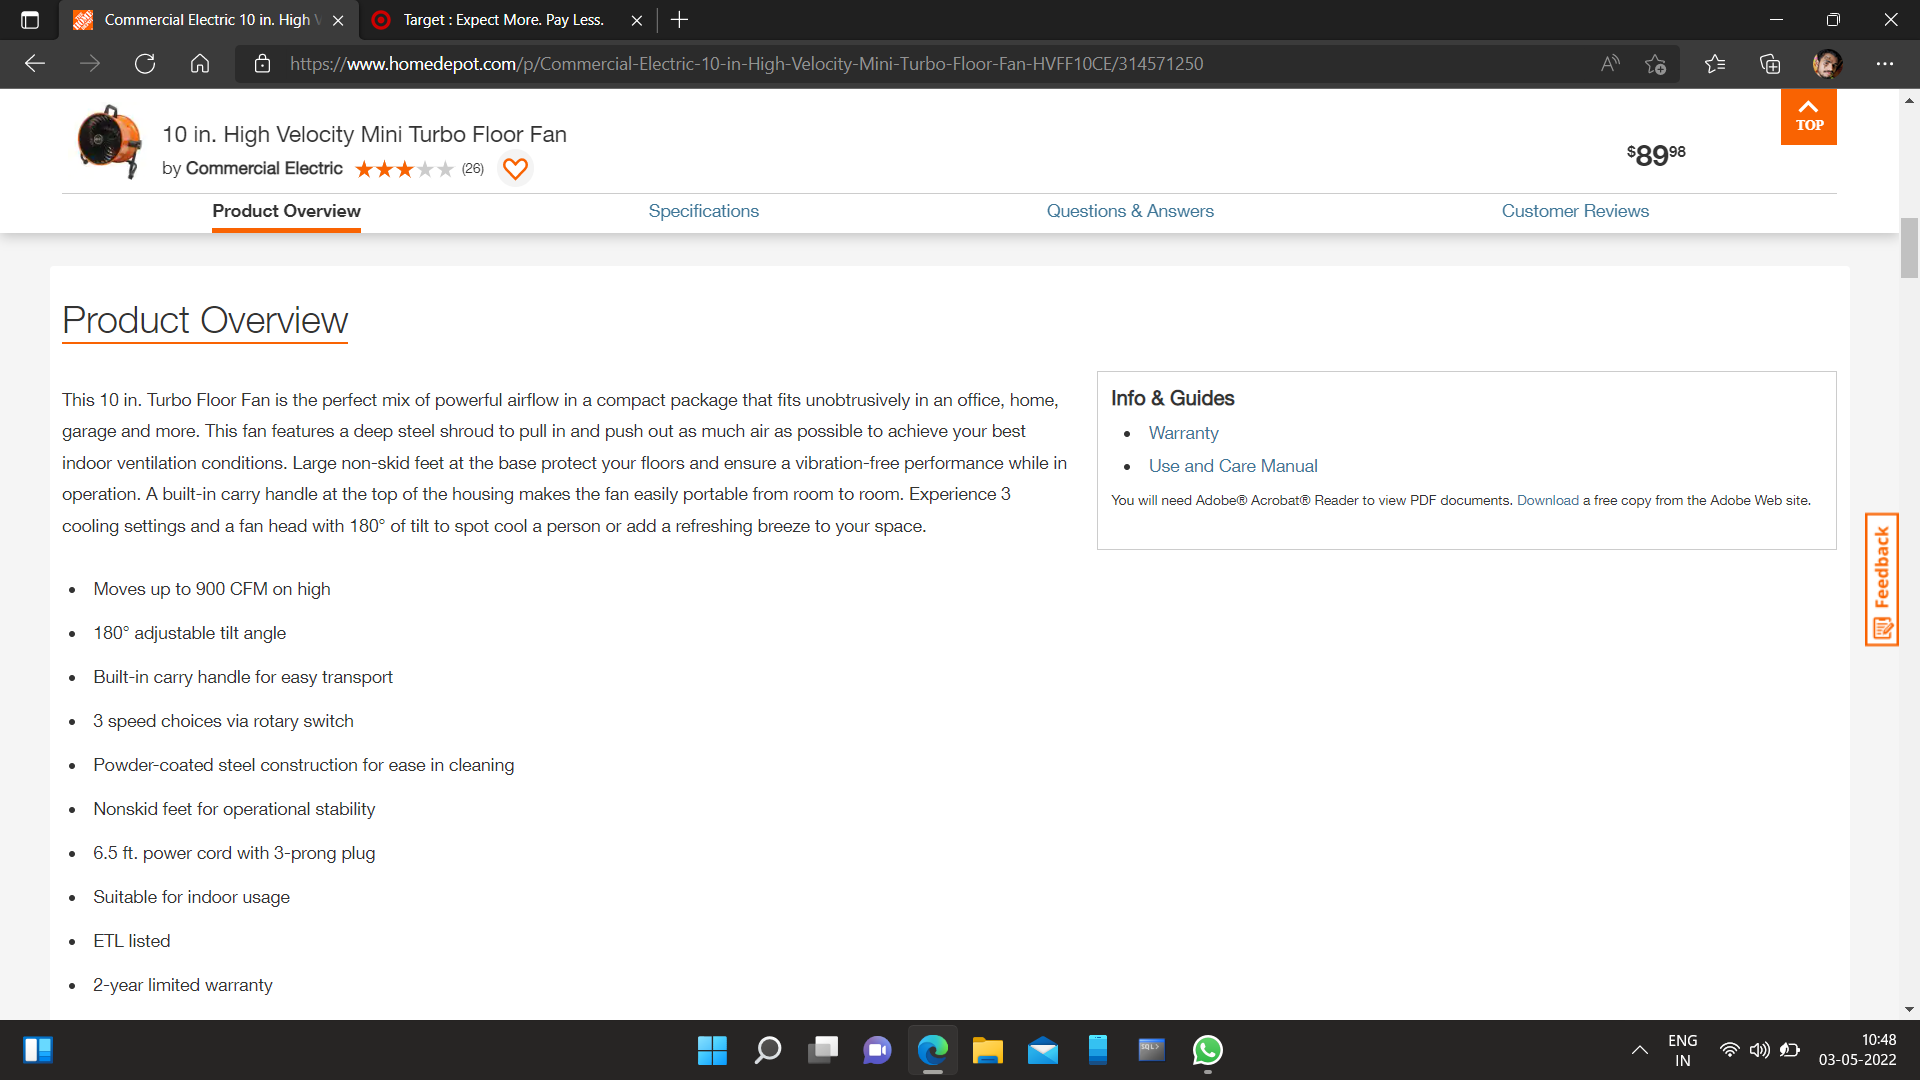 Commercial Electric 10 in. High V
Target : Expect More. Pay Less.
https://www.homedepot.com/p/Commercial-Electric-10-in-High-Velocity-Mini-Turbo-Floor-Fan-HVFF10CE/314571250
10 in. High Velocity Mini Turbo Floor Fan
by Commercial Electric (26)
$89 98
TOP
Product Overview
Specifications
Questions & Answers
Customer Reviews
Product Overview
This 10 in. Turbo Floor Fan is the perfect mix of powerful airflow in a compact package that fits unobtrusively in an office, home,
garage and more. This fan features a deep steel shroud to pull in and push out as much air as possible to achieve your best
indoor ventilation conditions. Large non-skid feet at the base protect your floors and ensure a vibration-free performance while in
operation. A built-in carry handle at the top of the housing makes the fan easily portable from room to room. Experience 3
cooling settings and a fan head with 180° of tilt to spot cool a person or add a refreshing breeze to your space.
• Moves up to 900 CFM on high
• 180° adjustable tilt angle
• Built-in carry handle for easy transport
• 3 speed choices via rotary switch
• Powder-coated steel construction for ease in cleaning
• Nonskid feet for operational stability
• 6.5 ft. power cord with 3-prong plug
• Suitable for indoor usage
• ETL listed
• 2-year limited warranty
Info & Guides
• Warranty
• Use and Care Manual
You will need Adobe® Acrobat® Reader to view PDF documents. Download a free copy from the Adobe Web site.
Feedback
SQL>
ENG
IN
10:48
03-05-2022